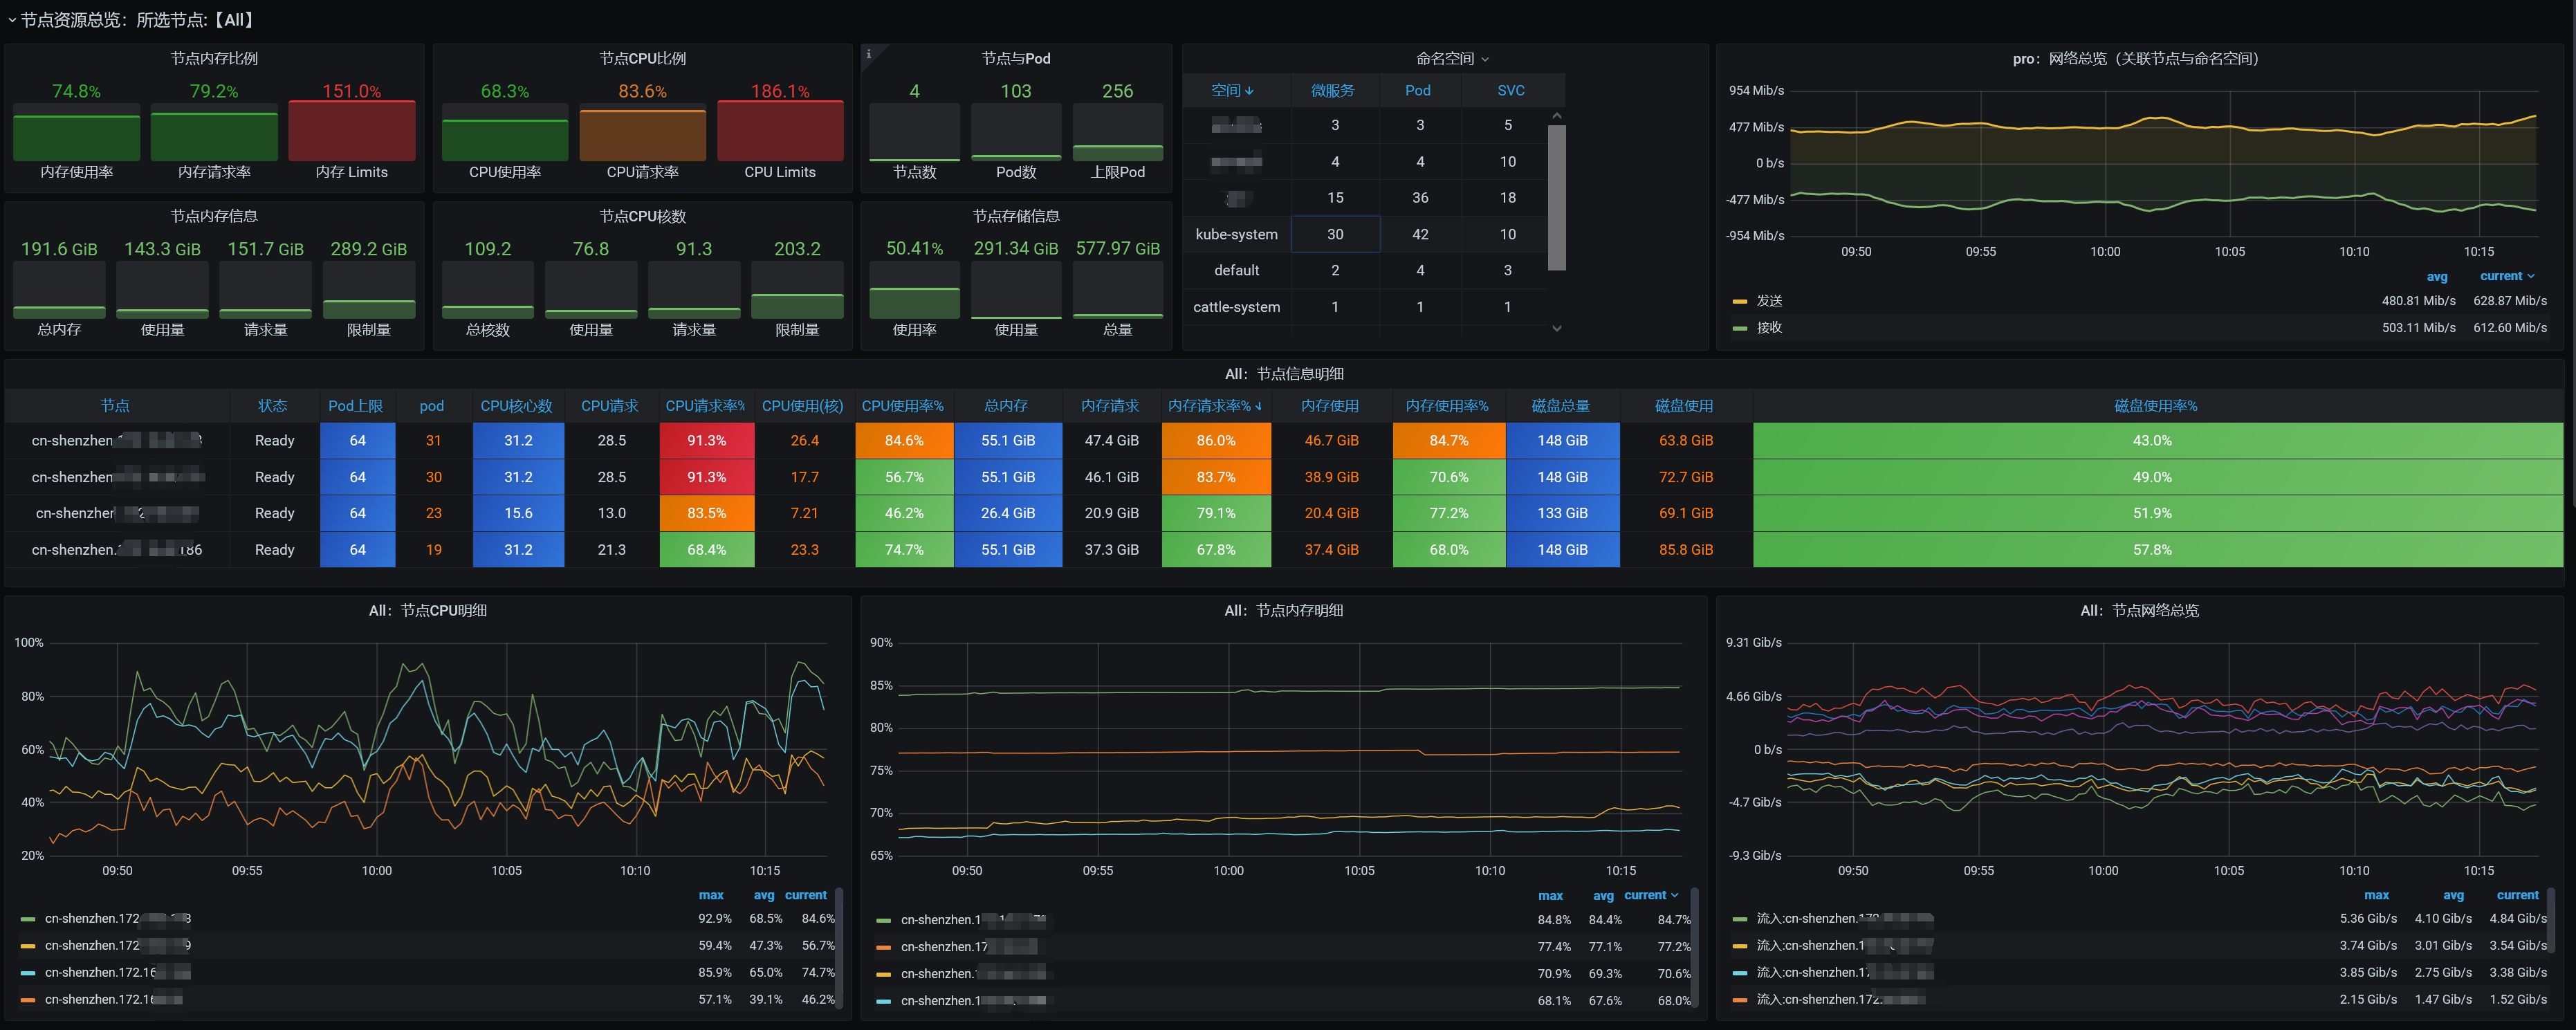 节点资源总览：所选节点:【All】
节点内存比例
74.8% 79.2% 151.0%
内存使用率 内存请求率 内存 Limits
节点CPU比例
68.3% 83.6% 186.1%
CPU使用率 CPU请求率 CPU Limits
节点与Pod
4 103 256
节点数 Pod数 上限Pod
节点内存信息
191.6 GiB 143.3 GiB 151.7 GiB 289.2 GiB
总内存 使用量 请求量 限制量
节点CPU核数
109.2 76.8 91.3 203.2
总核数 使用量 请求量 限制量
节点存储信息
50.41% 291.34 GiB 577.97 GiB
使用率 使用量 总量
命名空间
空间 微服务 Pod SVC
3 3 5
4 4 10
15 36 18
kube-system 30 42 10
default 2 4 3
cattle-system 1 1 1
pro：网络总览（关联节点与命名空间）
954 Mib/s
477 Mib/s
0 b/s
-477 Mib/s
-954 Mib/s
09:50 09:55 10:00 10:05 10:10 10:15
avg current
发送 480.81 Mib/s 628.87 Mib/s
接收 503.11 Mib/s 612.60 Mib/s
All：节点信息明细
节点 状态 Pod上限 pod CPU核心数 CPU请求 CPU请求率% CPU使用(核) CPU使用率% 总内存 内存请求 内存请求率% 内存使用 内存使用率% 磁盘总量 磁盘使用 磁盘使用率%
cn-shenzhen Ready 64 31 31.2 28.5 91.3% 26.4 84.6% 55.1 GiB 47.4 GiB 86.0% 46.7 GiB 84.7% 148 GiB 63.8 GiB 43.0%
cn-shenzhen Ready 64 30 31.2 28.5 91.3% 17.7 56.7% 55.1 GiB 46.1 GiB 83.7% 38.9 GiB 70.6% 148 GiB 72.7 GiB 49.0%
cn-shenzhen Ready 64 23 15.6 13.0 83.5% 7.21 46.2% 26.4 GiB 20.9 GiB 79.1% 20.4 GiB 77.2% 133 GiB 69.1 GiB 51.9%
cn-shenzhen. 186 Ready 64 19 31.2 21.3 68.4% 23.3 74.7% 55.1 GiB 37.3 GiB 67.8% 37.4 GiB 68.0% 148 GiB 85.8 GiB 57.8%
All：节点CPU明细
100%
80%
60%
40%
20%
09:50 09:55 10:00 10:05 10:10 10:15
max avg current
cn-shenzhen.172 92.9% 68.5% 84.6%
cn-shenzhen.172 59.4% 47.3% 56.7%
cn-shenzhen.172.16 85.9% 65.0% 74.7%
cn-shenzhen.172.16 57.1% 39.1% 46.2%
All：节点内存明细
90%
85%
80%
75%
70%
65%
09:50 09:55 10:00 10:05 10:10 10:15
max avg current
cn-shenzhen.1 84.8% 84.4% 84.7%
cn-shenzhen.17 77.4% 77.1% 77.2%
cn-shenzhen. 70.9% 69.3% 70.6%
cn-shenzhen.1 68.1% 67.6% 68.0%
All：节点网络总览
9.31 Gib/s
4.66 Gib/s
0 b/s
-4.7 Gib/s
-9.3 Gib/s
09:50 09:55 10:00 10:05 10:10 10:15
max avg current
流入:cn-shenzhen.172 5.36 Gib/s 4.10 Gib/s 4.84 Gib/s
流入:cn-shenzhen.1 3.74 Gib/s 3.01 Gib/s 3.54 Gib/s
流入:cn-shenzhen.17 3.85 Gib/s 2.75 Gib/s 3.38 Gib/s
流入:cn-shenzhen.172. 2.15 Gib/s 1.47 Gib/s 1.52 Gib/s